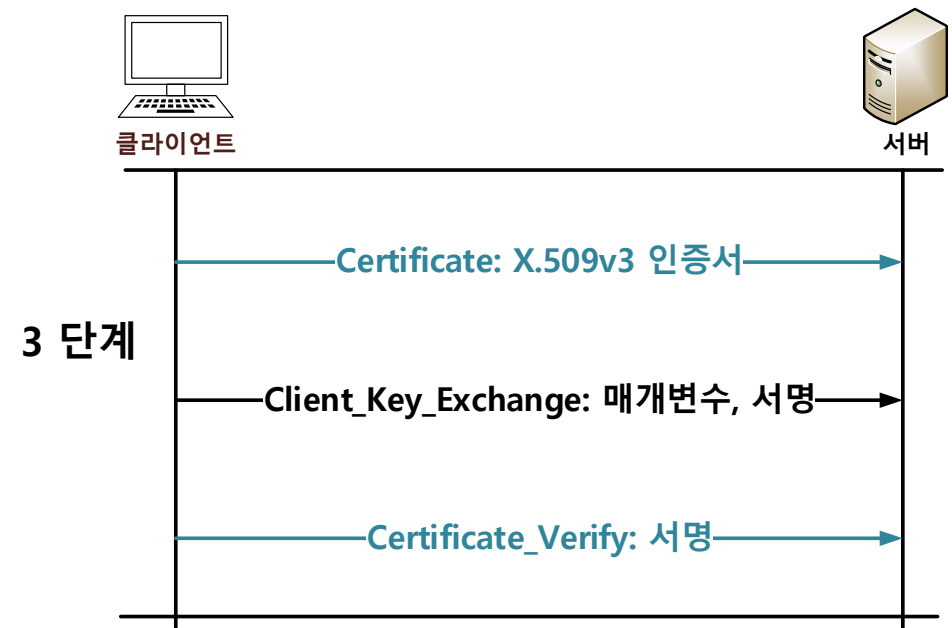 클라이언트
서버
Certificate: X.509v3 인증서
3 단계
Client_Key_Exchange: 매개변수, 서명
Certificate_Verify: 서명